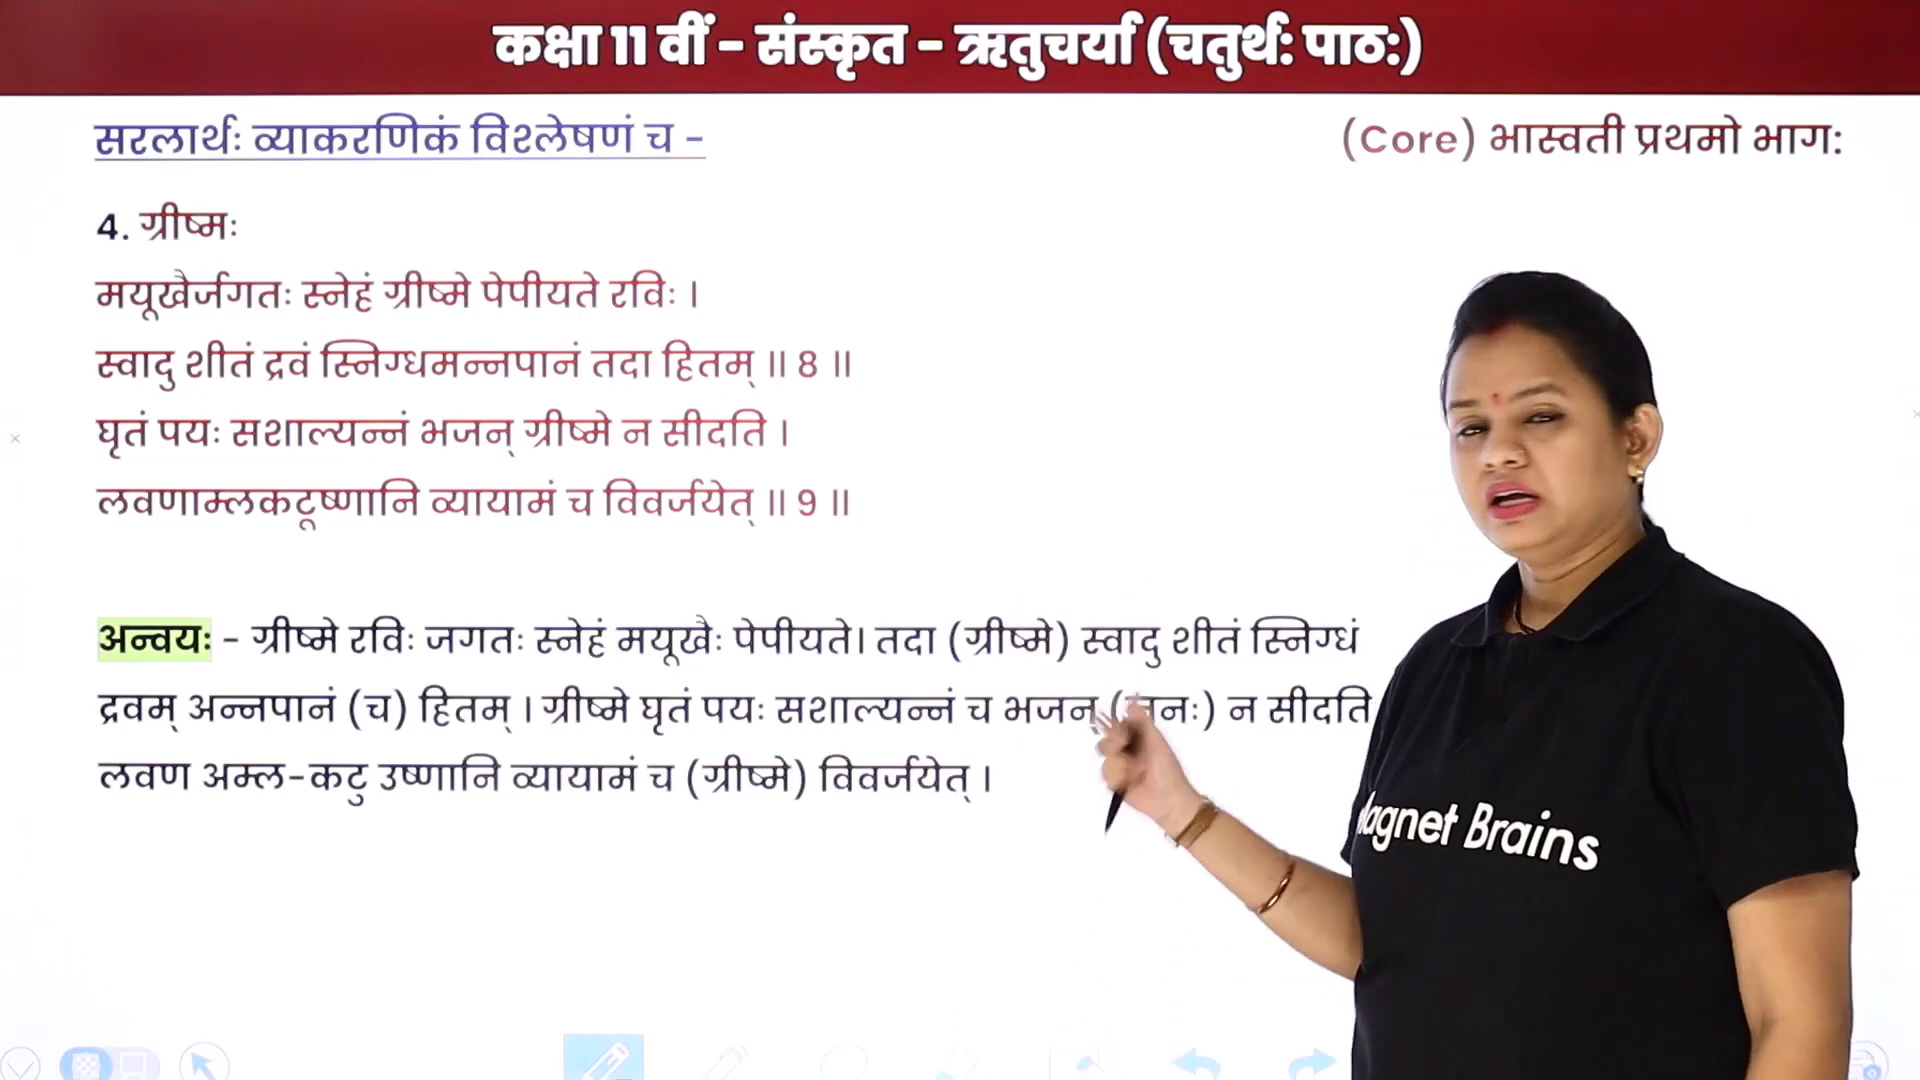 कक्षा 11 वीं - संस्कृत - ऋतुचर्या (चतुर्थ: पाठ:)
सरलार्थः व्याकरणिकं विश्लेषणं च -
(Core) भास्वती प्रथमो भाग:
4. ग्रीष्मः
मयूखैर्जगतः स्नेहं ग्रीष्मे पेपीयते रविः ।
स्वादु शीतं द्रवं स्निग्धमन्नपानं तदा हितम् ॥ 8 ॥
घृतं पयः सशाल्यन्नं भजन् ग्रीष्मे न सीदति ।
लवणाम्लकटूष्णानि व्यायामं च विवर्जयेत् ॥ 9 ॥
अन्वयः - ग्रीष्मे रविः जगतः स्नेहं मयूखैः पेपीयते। तदा (ग्रीष्मे) स्वादु शीतं स्निग्धं
द्रवम् अन्नपानं (च) हितम् । ग्रीष्मे घृतं पयः सशाल्यन्नं च भजन् न सीदति
लवण अम्ल-कटु उष्णानि व्यायामं च (ग्रीष्मे) विवर्जयेत् ।
Magnet Brains